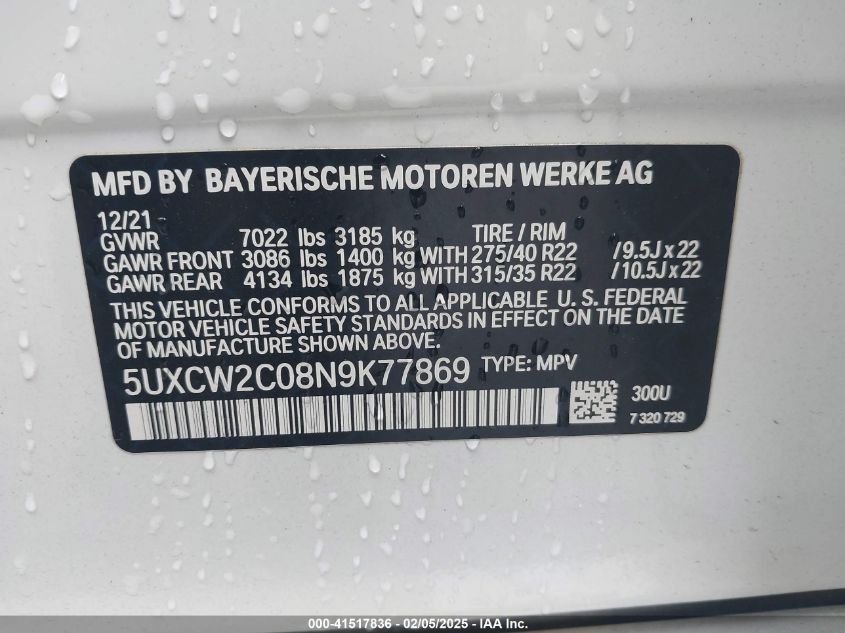 MFD BY BAYERISCHE MOTOREN WERKE AG
12/21
GVWR 7022 lbs 3185 kg TIRE / RIM
GAWR FRONT 3086 lbs 1400 kg WITH 275/40 R22 /9.5J x 22
GAWR REAR 4134 lbs 1875 kg WITH 315/35 R22 /10.5J x 22
THIS VEHICLE CONFORMS TO ALL APPLICABLE U. S. FEDERAL
MOTOR VEHICLE SAFETY STANDARDS IN EFFECT ON THE DATE
OF MANUFACTURE SHOWN ABOVE.
5UXCW2C08N9K77869 TYPE: MPV
300U
7 320 729
000-41517836 - 02/05/2025 - IAA Inc.